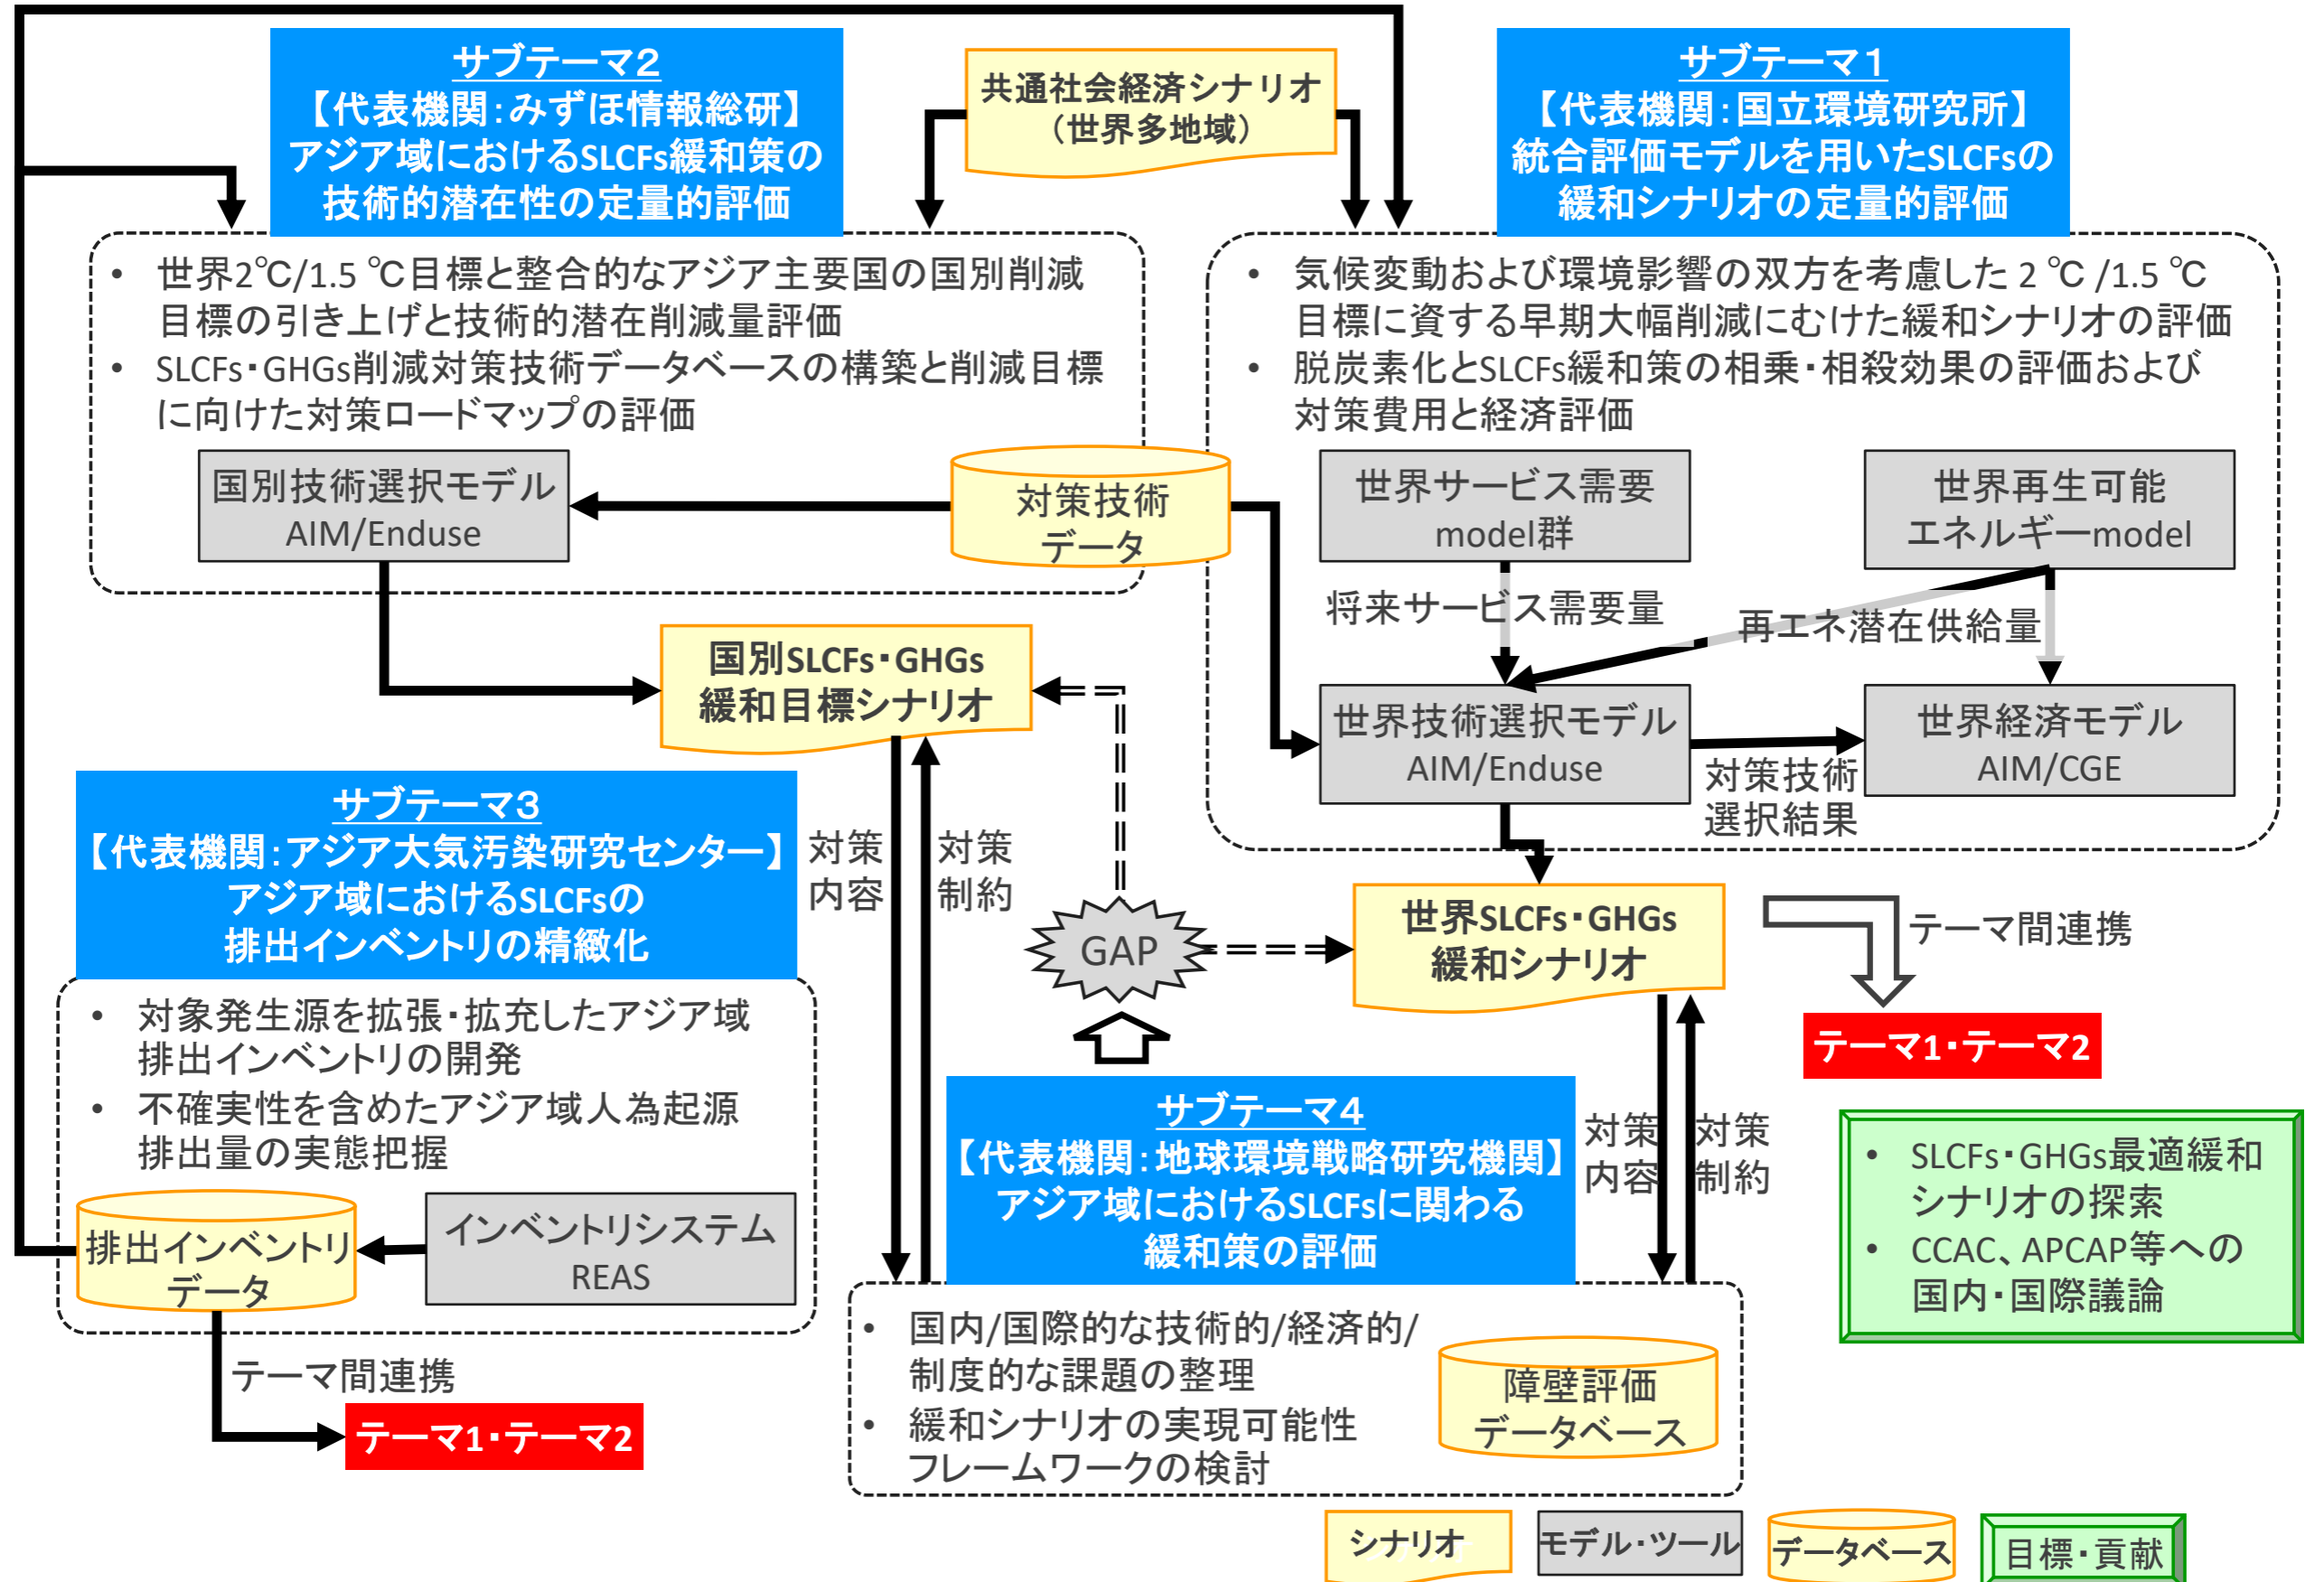 サブテーマ2
【代表機関：みずほ情報総研】
アジア域におけるSLCFs緩和策の
技術的潜在性の定量的評価
共通社会経済シナリオ
（世界多地域）
サブテーマ1
【代表機関：国立環境研究所】
統合評価モデルを用いたSLCFsの
緩和シナリオの定量的評価
• 世界2℃/1.5 ℃目標と整合的なアジア主要国の国別削減
目標の引き上げと技術的潜在削減量評価
• SLCFs･GHGs削減対策技術データベースの構築と削減目標
に向けた対策ロードマップの評価
国別技術選択モデル
AIM/Enduse
対策技術
データ
• 気候変動および環境影響の双方を考慮した 2 ℃ /1.5 ℃
目標に資する早期大幅削減にむけた緩和シナリオの評価
• 脱炭素化とSLCFs緩和策の相乗･相殺効果の評価および
対策費用と経済評価
世界サービス需要
model群
世界再生可能
エネルギーmodel
将来サービス需要量
再エネ潜在供給量
世界技術選択モデル
AIM/Enduse
対策技術
選択結果
世界経済モデル
AIM/CGE
国別SLCFs･GHGs
緩和目標シナリオ
対策
内容
対策
制約
GAP
世界SLCFs･GHGs
緩和シナリオ
テーマ間連携
テーマ1･テーマ2
サブテーマ3
【代表機関：アジア大気汚染研究センター】
アジア域におけるSLCFsの
排出インベントリの精緻化
• 対象発生源を拡張･拡充したアジア域
排出インベントリの開発
• 不確実性を含めたアジア域人為起源
排出量の実態把握
排出インベントリ
データ
インベントリシステム
REAS
テーマ間連携
テーマ1･テーマ2
サブテーマ4
【代表機関：地球環境戦略研究機関】
アジア域におけるSLCFsに関わる
緩和策の評価
対策
内容
対策
制約
• 国内/国際的な技術的/経済的/
制度的な課題の整理
• 緩和シナリオの実現可能性
フレームワークの検討
障壁評価
データベース
• SLCFs･GHGs最適緩和
シナリオの探索
• CCAC、APCAP等への
国内･国際議論
シナリオ
モデル･ツール
データベース
目標･貢献